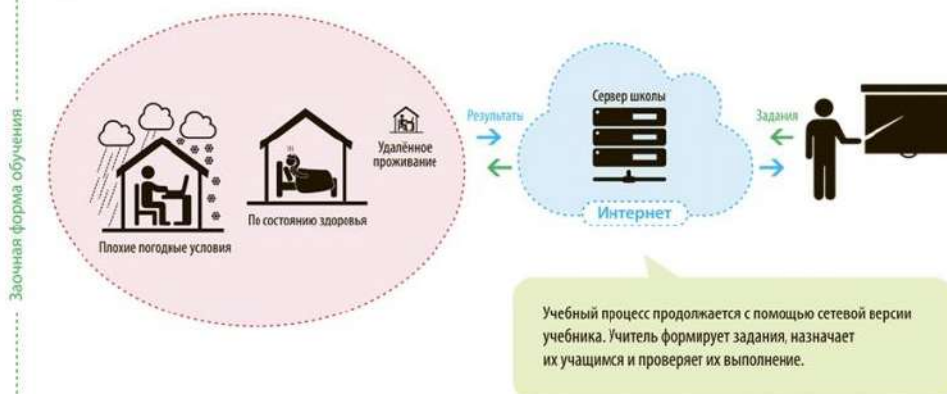 Заочная форма обучения
Плохие погодные условия
По состоянию здоровья
Удалённое
проживание
Результаты
Сервер школы
Интернет
Задания
Учебный процесс продолжается с помощью сетевой версии
учебника. Учитель формирует задания, назначает
их учащимся и проверяет их выполнение.